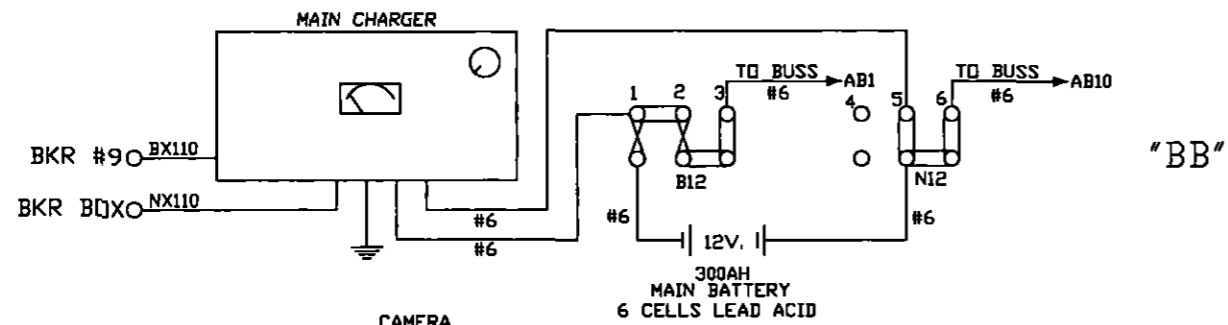 MAIN CHARGER
TO BUSS AB1
#6
TO BUSS AB10
#6
1 2 3 4 5 6
BKR #9 BX110
"BB"
B12 N12
BKR BOX NX110
#6
#6
#6
#6
12V.
300AH
MAIN BATTERY
6 CELLS LEAD ACID
CAMERA